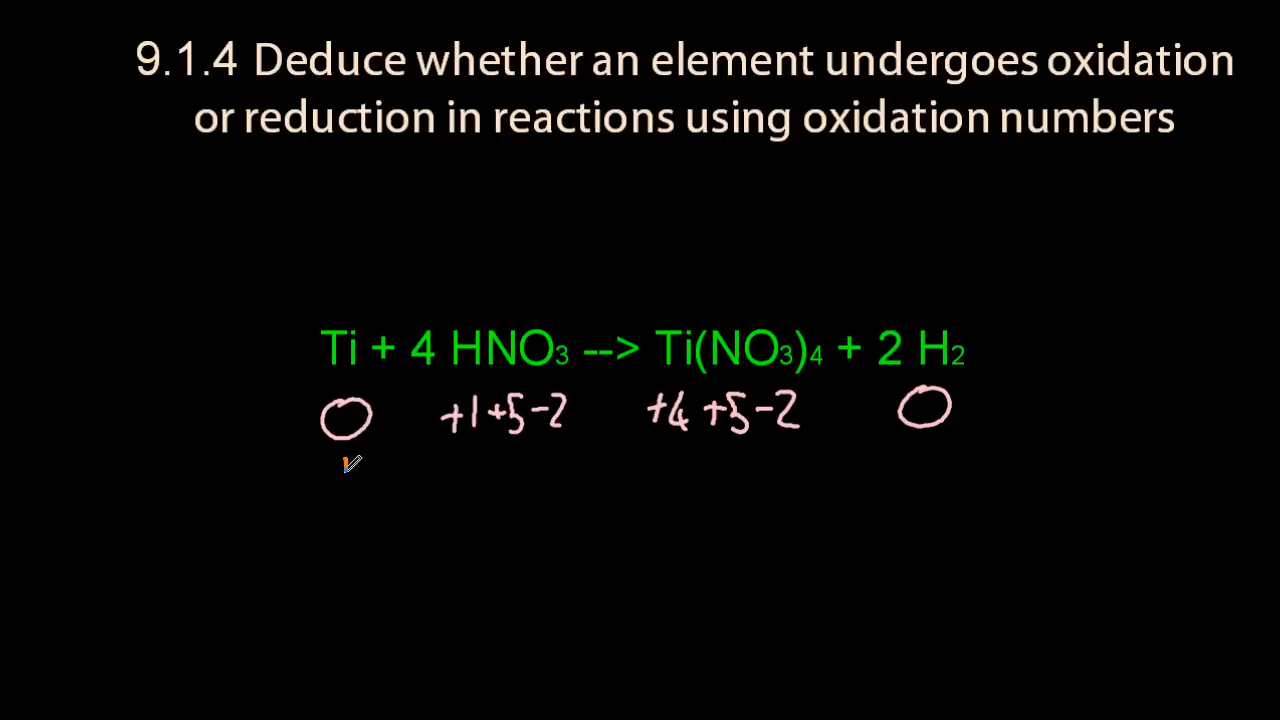 9.1.4 Deduce whether an element undergoes oxidation
or reduction in reactions using oxidation numbers
Ti + 4 HNO₃ --> Ti(NO₃)₄ + 2 H₂
0 +1+5-2 +4+5-2 0